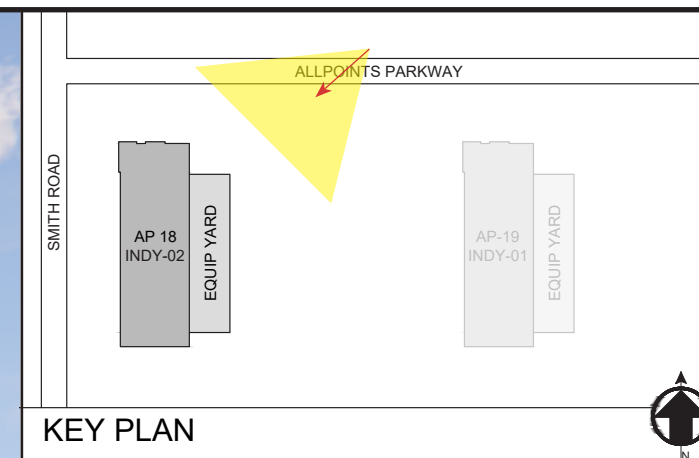 ALLPOINTS PARKWAY
SMITH ROAD
AP 18
INDY-02
EQUIP YARD
AP-19
INDY-01
EQUIP YARD
KEY PLAN
N